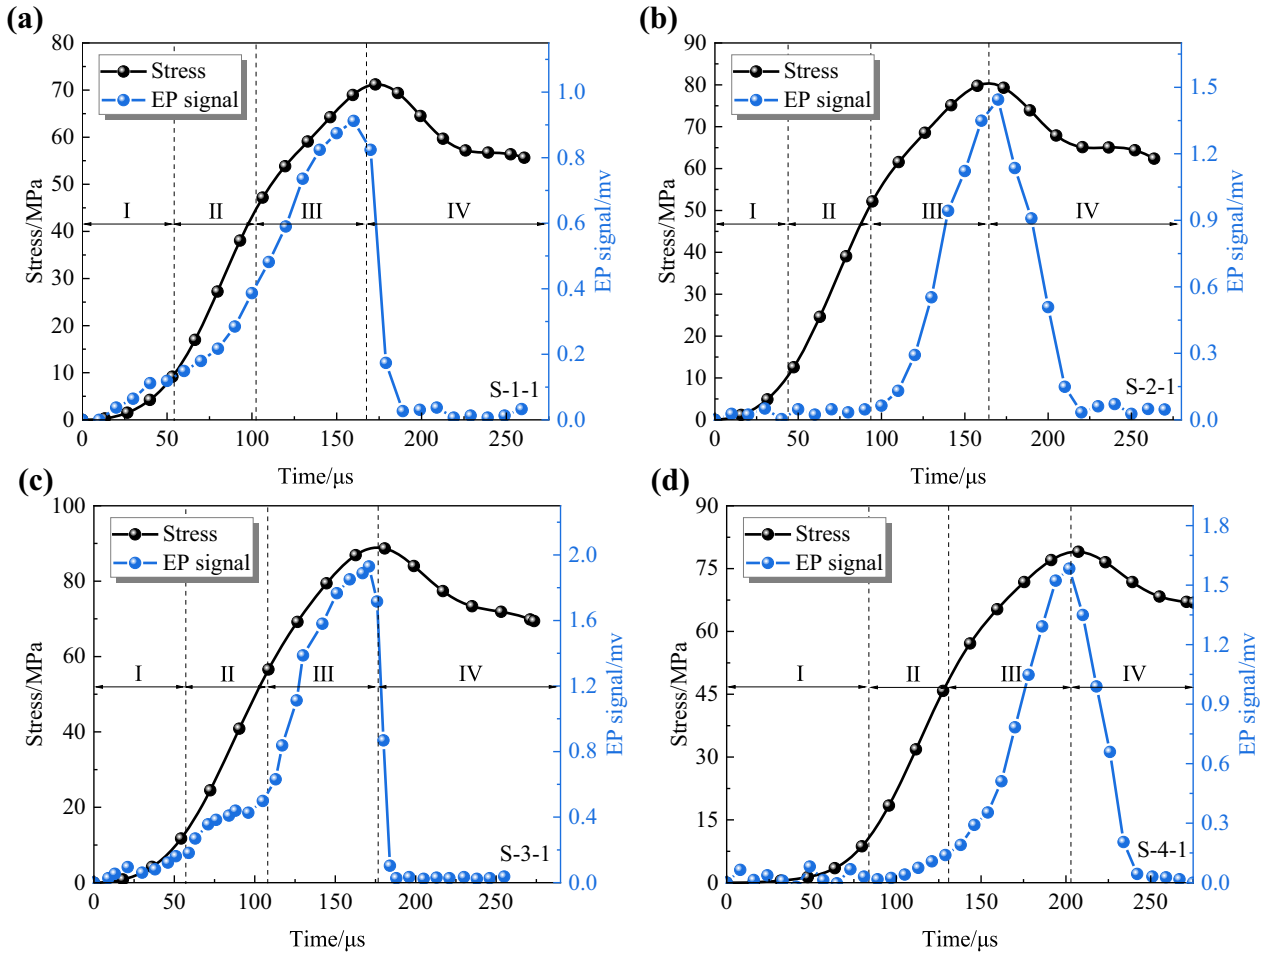 (a)
Stress
EP signal
80
70
60
50
40
30
20
10
0
Stress/MPa
I
II
III
IV
1.0
0.8
0.6
0.4
0.2
0.0
EP signal/mv
S-1-1
0 50 100 150 200 250
Time/μs
(b)
Stress
EP signal
90
80
70
60
50
40
30
20
10
0
Stress/MPa
I
II
III
IV
1.5
1.2
0.9
0.6
0.3
0.0
EP signal/mv
S-2-1
0 50 100 150 200 250
Time/μs
(c)
Stress
EP signal
100
80
60
40
20
0
Stress/MPa
I
II
III
IV
2.0
1.6
1.2
0.8
0.4
0.0
EP signal/mv
S-3-1
0 50 100 150 200 250
Time/μs
(d)
Stress
EP signal
90
75
60
45
30
15
0
Stress/MPa
I
II
III
IV
1.8
1.5
1.2
0.9
0.6
0.3
0.0
EP signal/mv
S-4-1
0 50 100 150 200 250
Time/μs